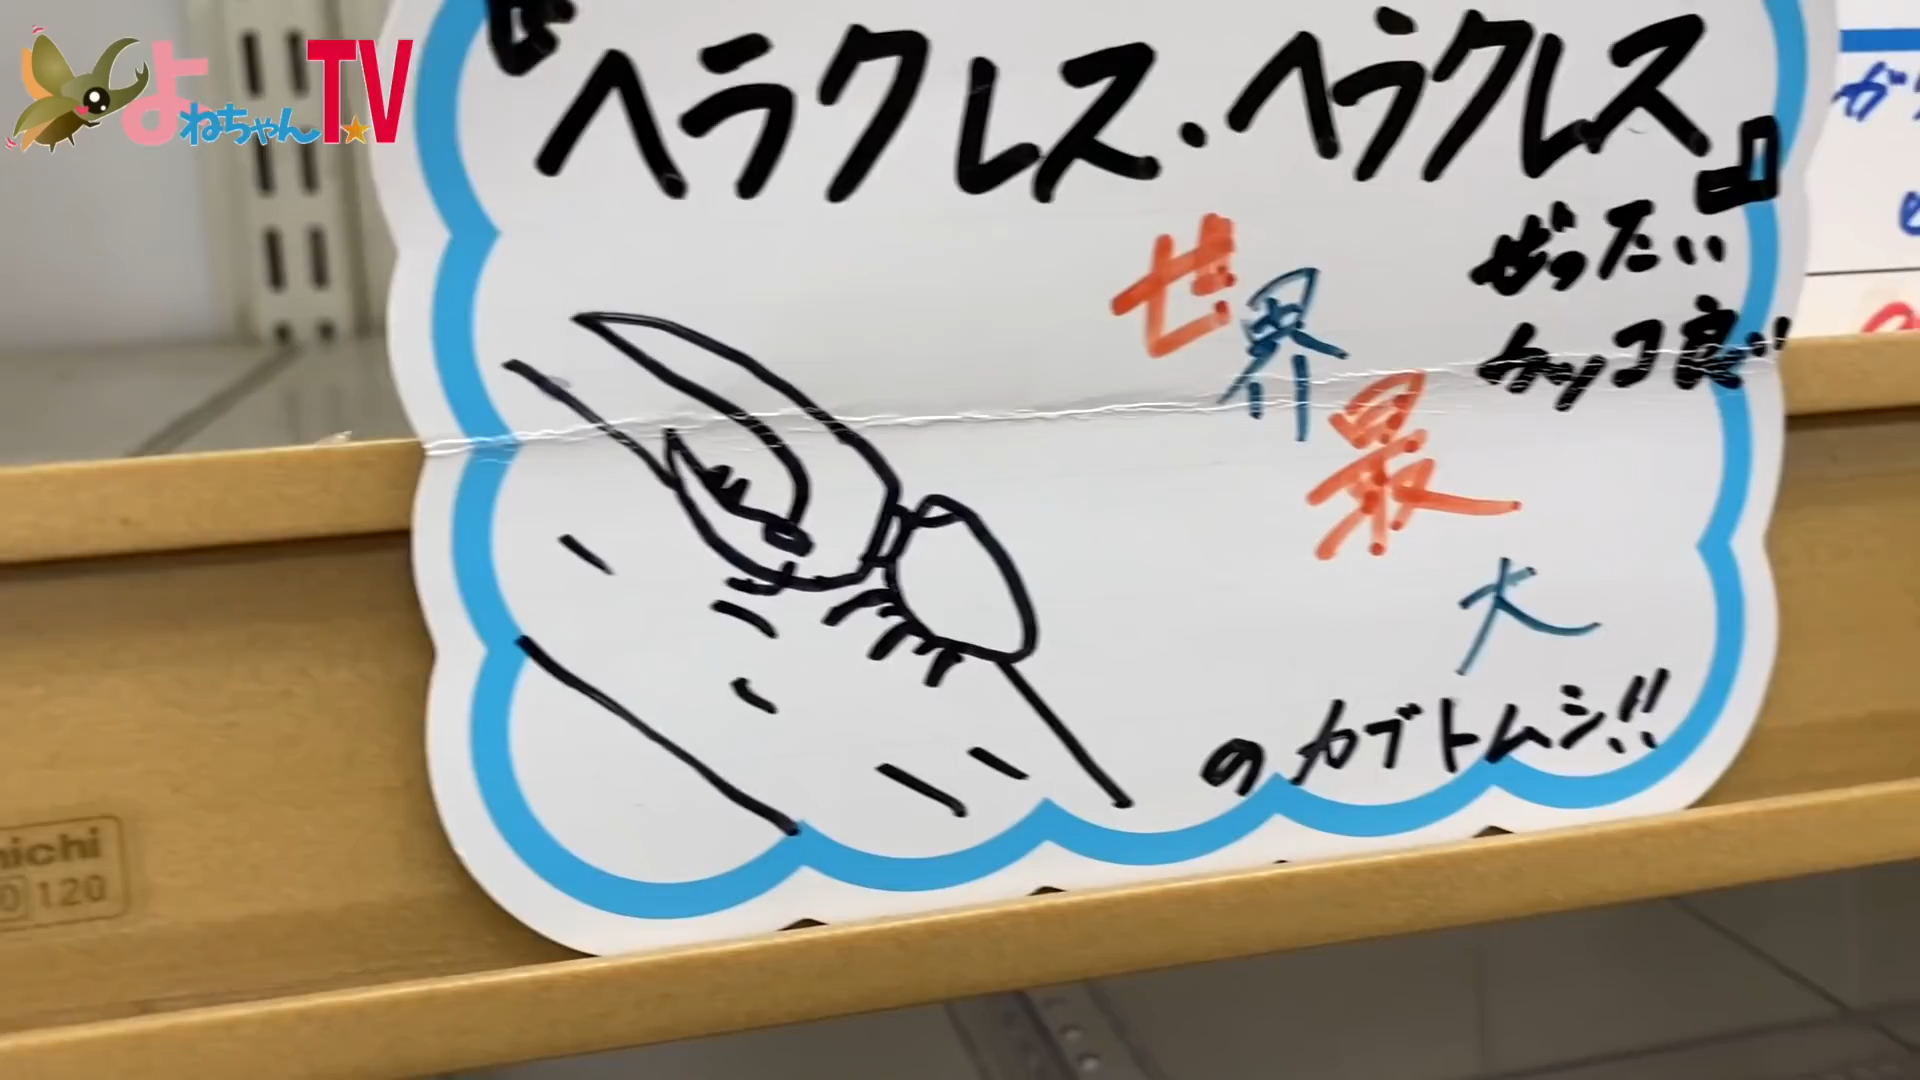 よねちゃんTV
『ヘラクレス・ヘラクレス』
ぜったい
カッコ良い
世界最大
のカブトムシ!!
michi
120